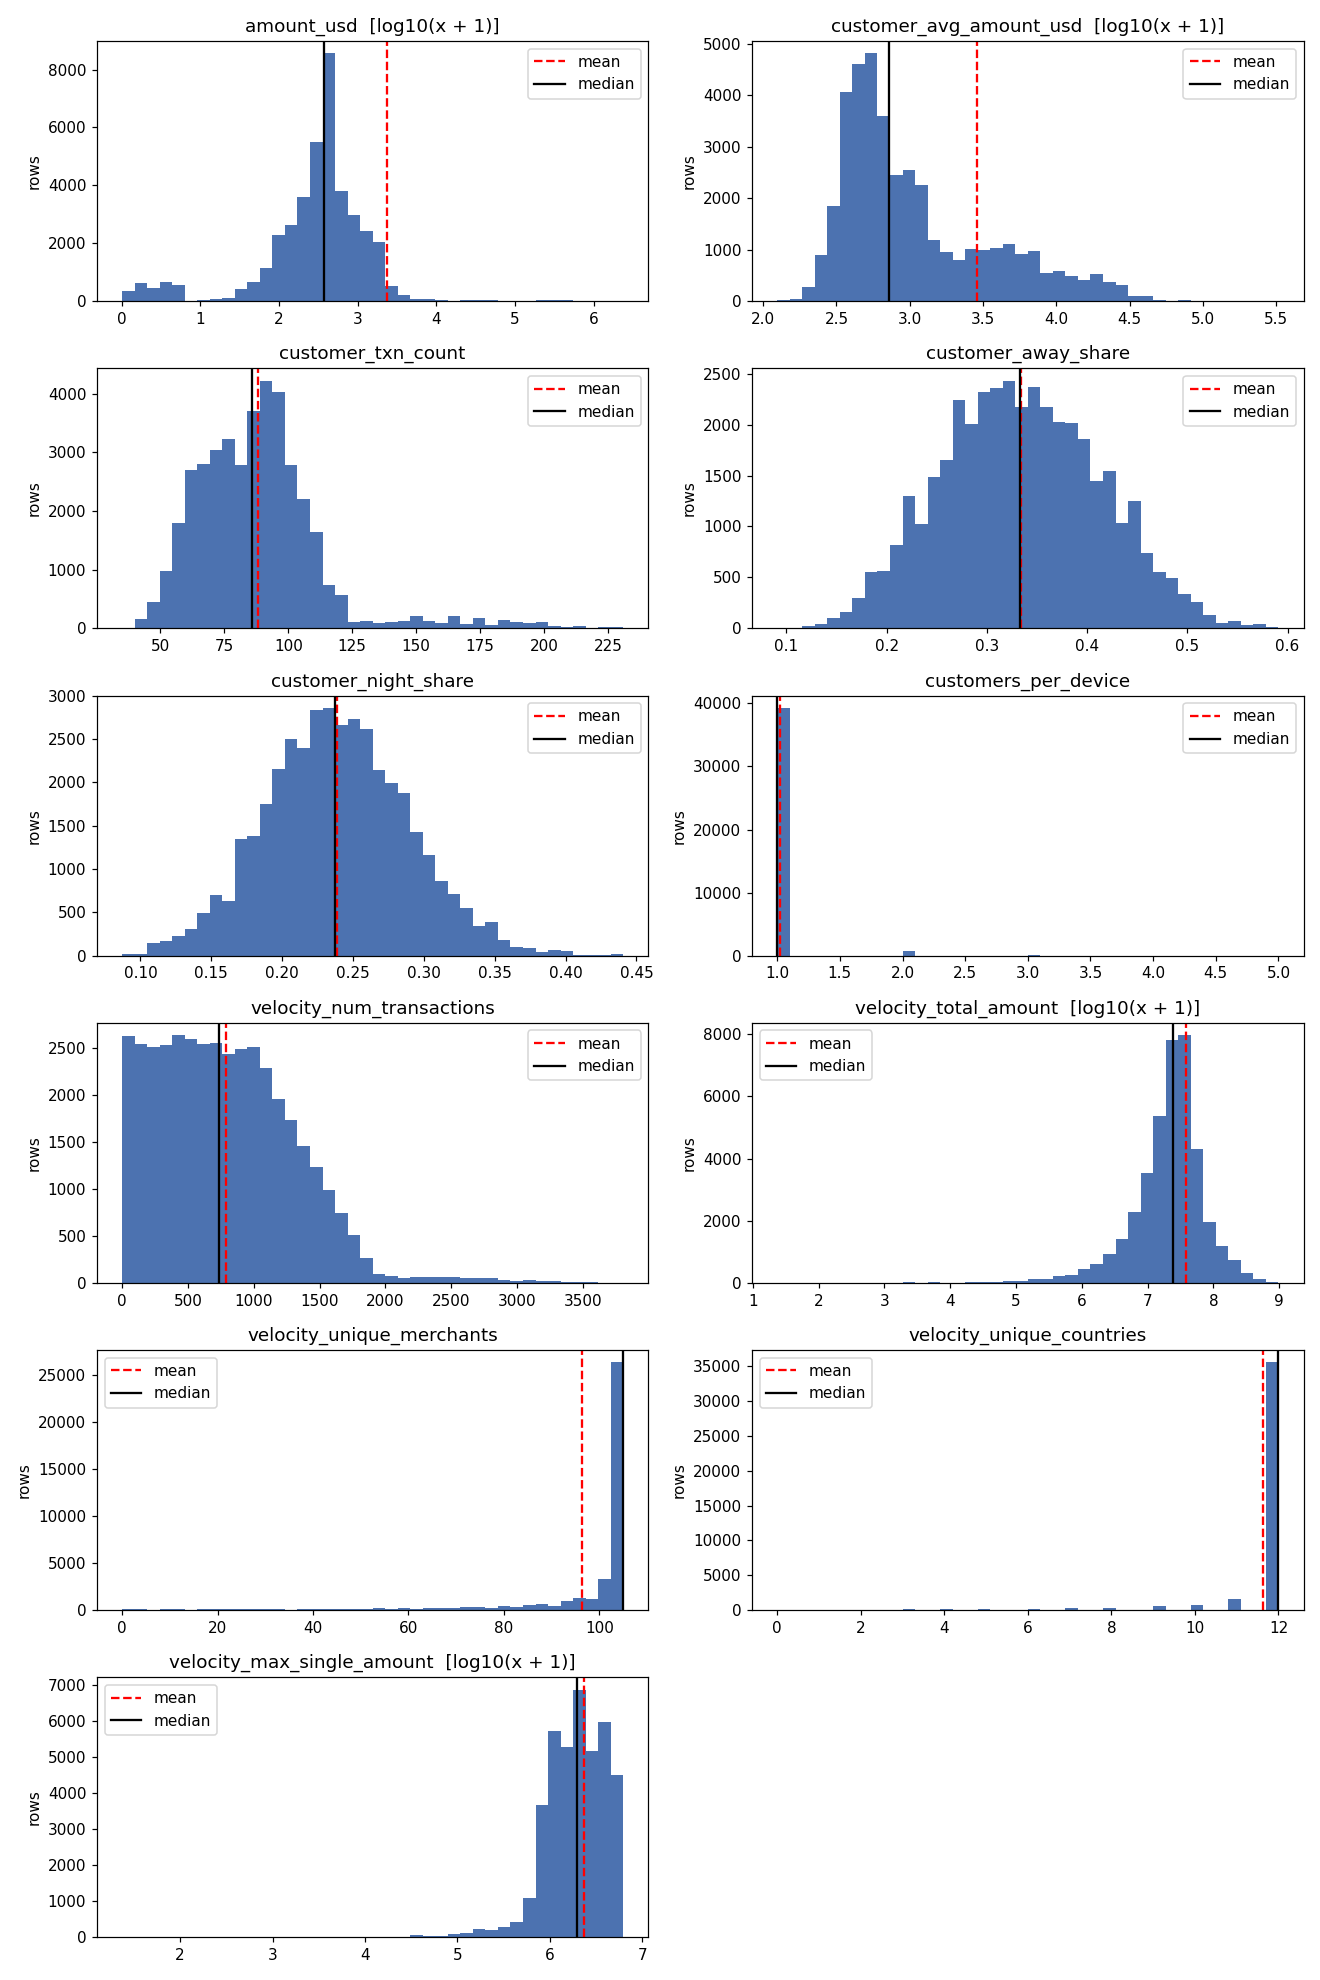 amount_usd [log10(x + 1)]
rows
8000
6000
4000
2000
0
mean
median
0 1 2 3 4 5 6
customer_avg_amount_usd [log10(x + 1)]
rows
5000
4000
3000
2000
1000
0
mean
median
2.0 2.5 3.0 3.5 4.0 4.5 5.0 5.5
customer_txn_count
rows
4000
3000
2000
1000
0
mean
median
50 75 100 125 150 175 200 225
customer_away_share
rows
2500
2000
1500
1000
500
0
mean
median
0.1 0.2 0.3 0.4 0.5 0.6
customer_night_share
rows
3000
2500
2000
1500
1000
500
0
mean
median
0.10 0.15 0.20 0.25 0.30 0.35 0.40 0.45
customers_per_device
rows
40000
30000
20000
10000
0
mean
median
1.0 1.5 2.0 2.5 3.0 3.5 4.0 4.5 5.0
velocity_num_transactions
rows
2500
2000
1500
1000
500
0
mean
median
0 500 1000 1500 2000 2500 3000 3500
velocity_total_amount [log10(x + 1)]
rows
8000
6000
4000
2000
0
mean
median
1 2 3 4 5 6 7 8 9
velocity_unique_merchants
rows
25000
20000
15000
10000
5000
0
mean
median
0 20 40 60 80 100
velocity_unique_countries
rows
35000
30000
25000
20000
15000
10000
5000
0
mean
median
0 2 4 6 8 10 12
velocity_max_single_amount [log10(x + 1)]
rows
7000
6000
5000
4000
3000
2000
1000
0
mean
median
2 3 4 5 6 7